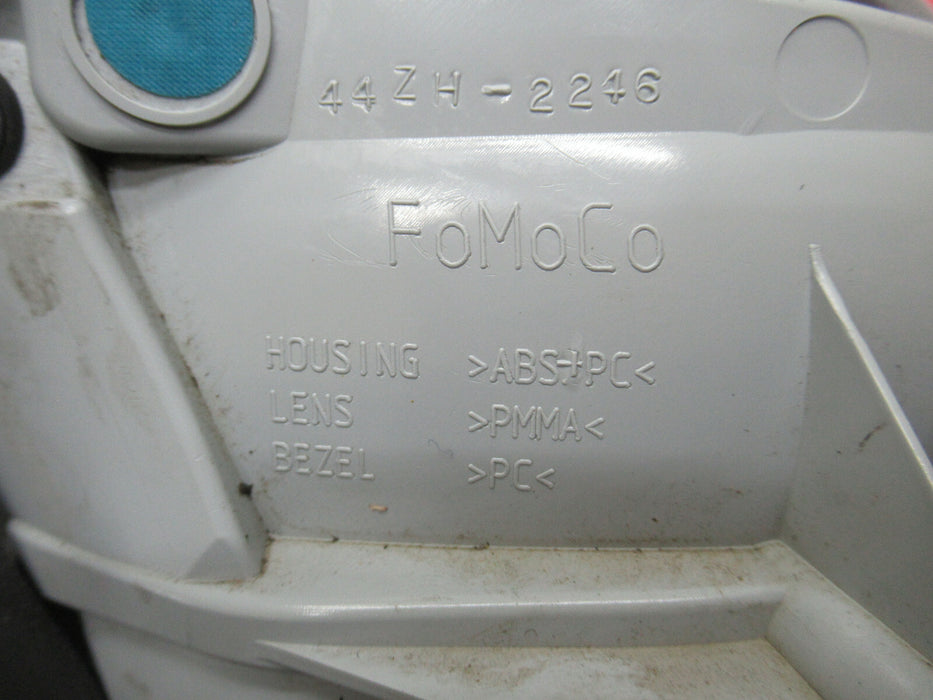 44ZH-2246
FoMoCo
HOUSING >ABS+PC<
LENS >PMMA<
BEZEL >PC<